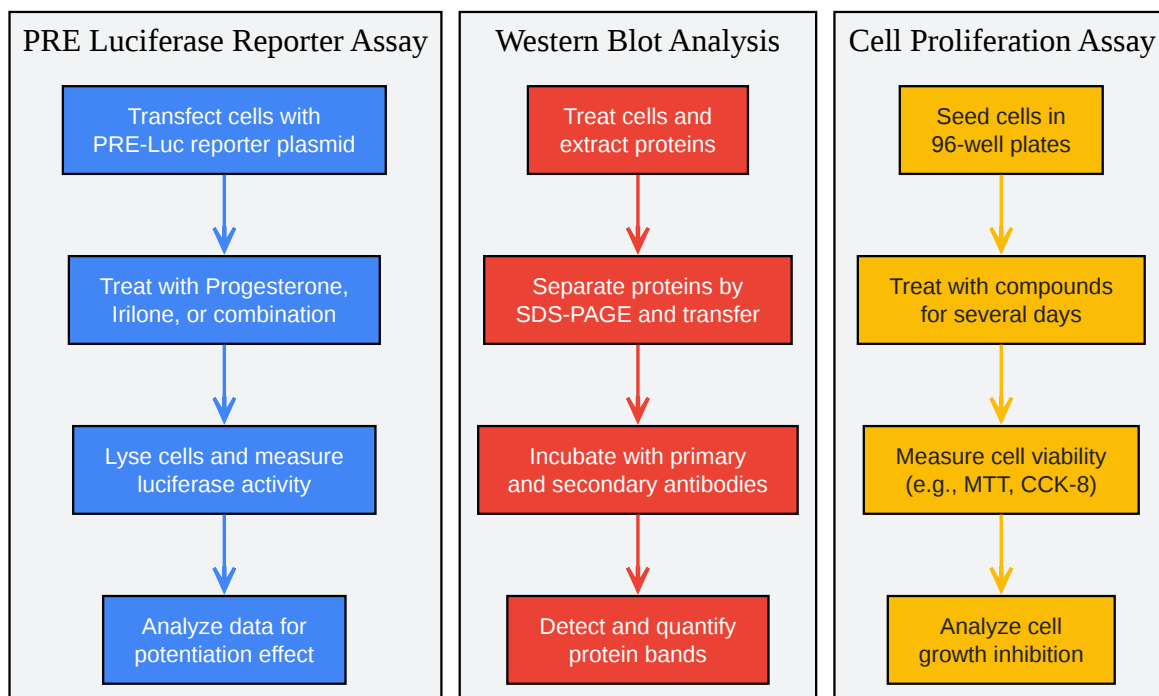 PRE Luciferase Reporter Assay
Transfect cells with
PRE-Luc reporter plasmid
Treat with Progesterone,
Irilone, or combination
Lyse cells and measure
luciferase activity
Analyze data for
potentiation effect
Western Blot Analysis
Treat cells and
extract proteins
Separate proteins by
SDS-PAGE and transfer
Incubate with primary
and secondary antibodies
Detect and quantify
protein bands
Cell Proliferation Assay
Seed cells in
96-well plates
Treat with compounds
for several days
Measure cell viability
(e.g., MTT, CCK-8)
Analyze cell
growth inhibition